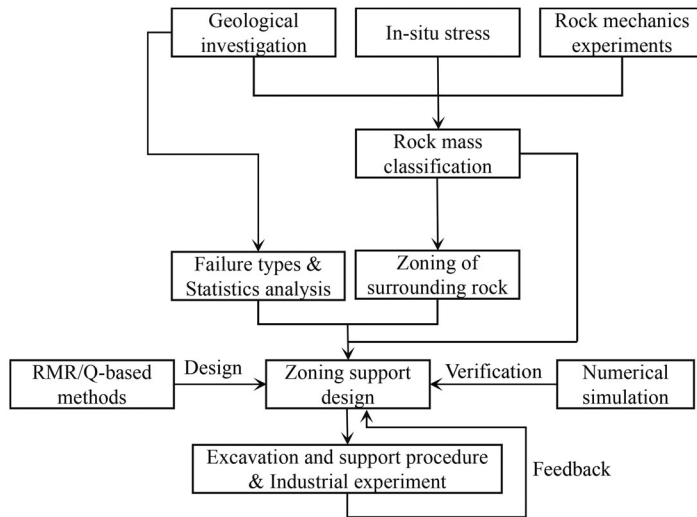 Geological
investigation
In-situ stress
Rock mechanics
experiments
Rock mass
classification
Failure types &
Statistics analysis
Zoning of
surrounding rock
RMR/Q-based
methods
Design
Zoning support
design
Verification
Numerical
simulation
Excavation and support procedure
& Industrial experiment
Feedback